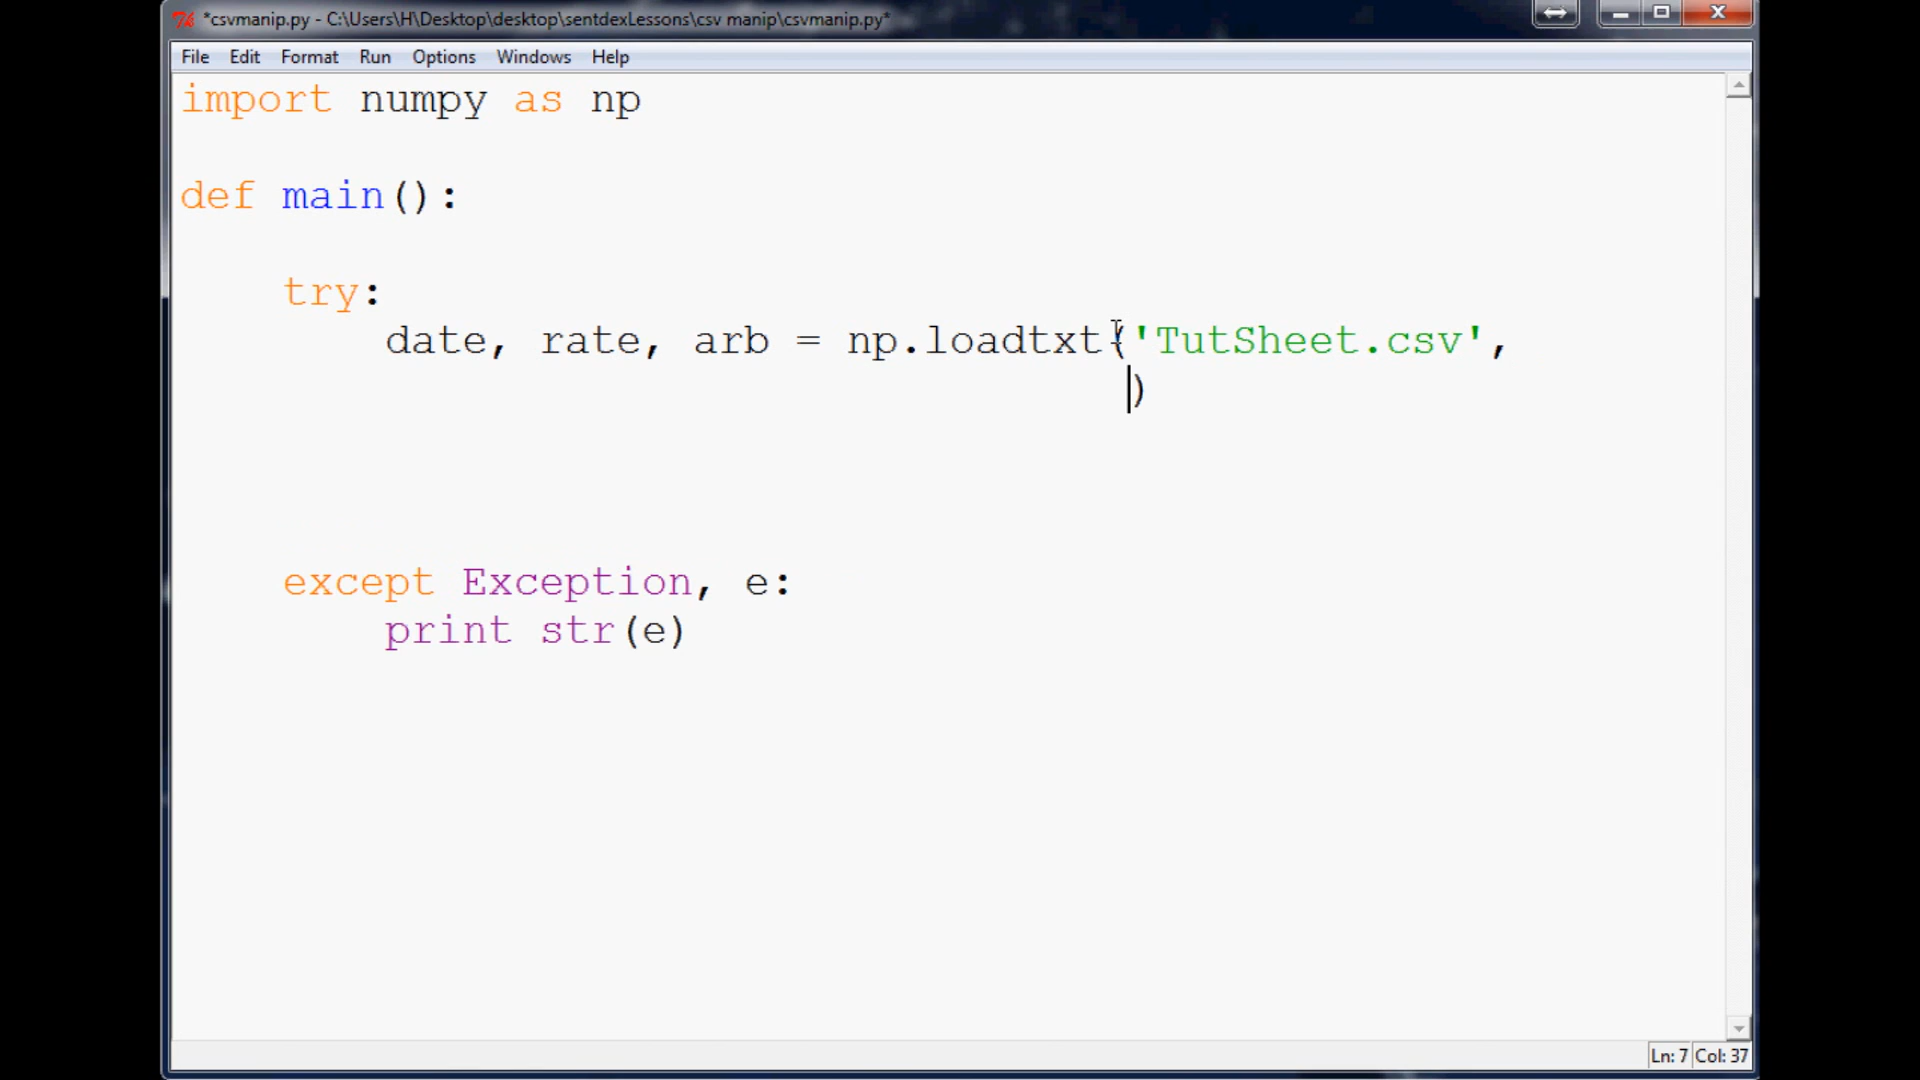 *csvmanip.py - C:\Users\H\Desktop\desktop\sentdexLessons\csv manip\csvmanip.py*
File Edit Format Run Options Windows Help
import numpy as np
def main():
try:
date, rate, arb = np.loadtxt('TutSheet.csv',
)
except Exception, e:
print str(e)
Ln: 7 Col: 37